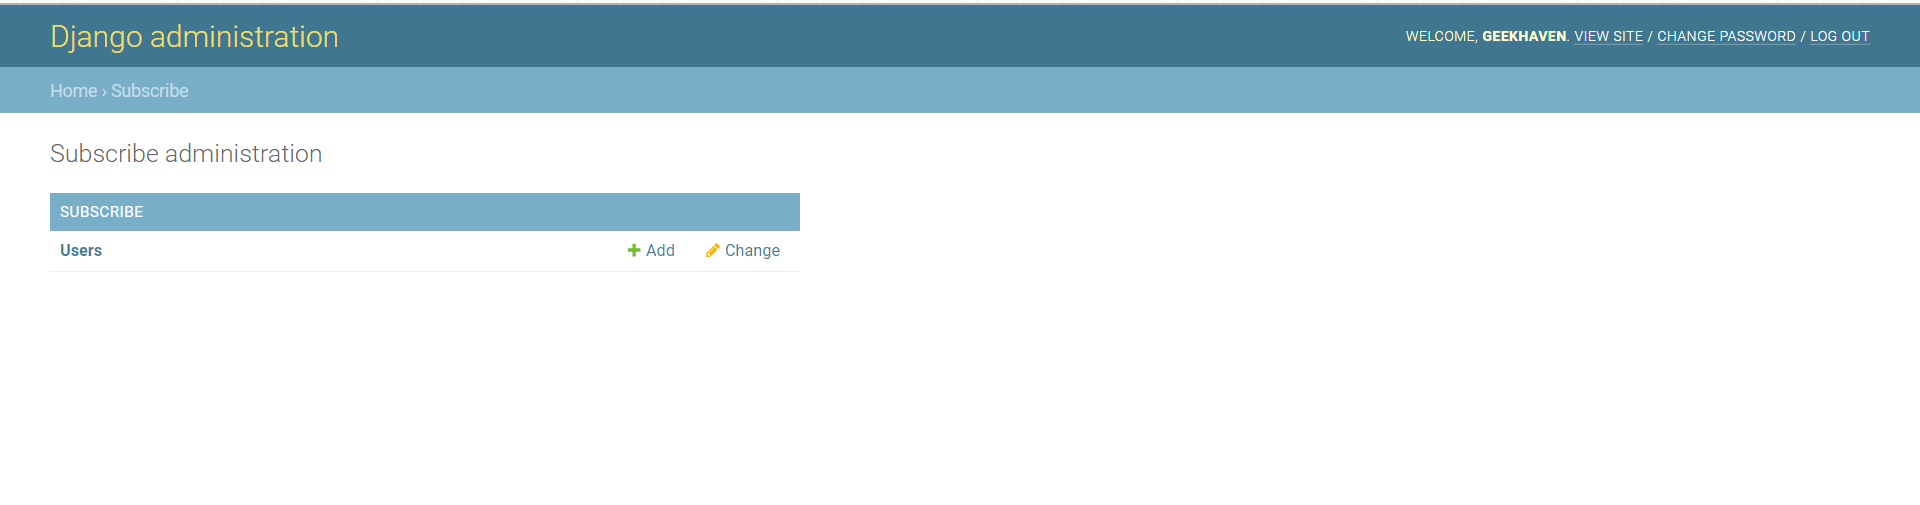 Django administration
WELCOME, GEEKHAVEN. VIEW SITE / CHANGE PASSWORD / LOG OUT
Home › Subscribe
Subscribe administration
SUBSCRIBE
Users Add Change